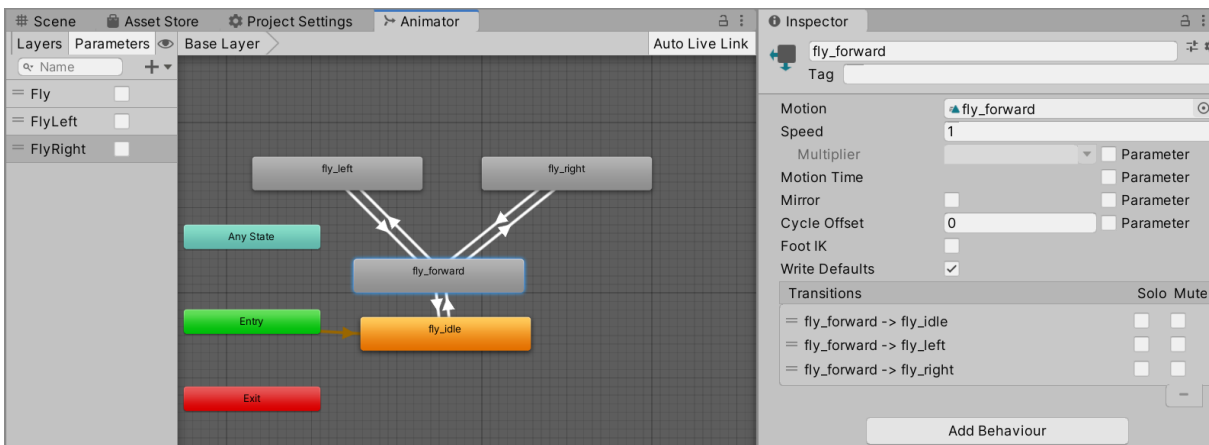 Scene Asset Store Project Settings Animator
Layers Parameters Base Layer Auto Live Link
Name
Fly
FlyLeft
FlyRight
fly_left fly_right
Any State
fly_forward
Entry
fly_idle
Exit
Inspector
fly_forward
Tag
Motion fly_forward
Speed 1
Multiplier Parameter
Motion Time Parameter
Mirror Parameter
Cycle Offset 0 Parameter
Foot IK
Write Defaults
Transitions Solo Mute
fly_forward -> fly_idle
fly_forward -> fly_left
fly_forward -> fly_right
Add Behaviour